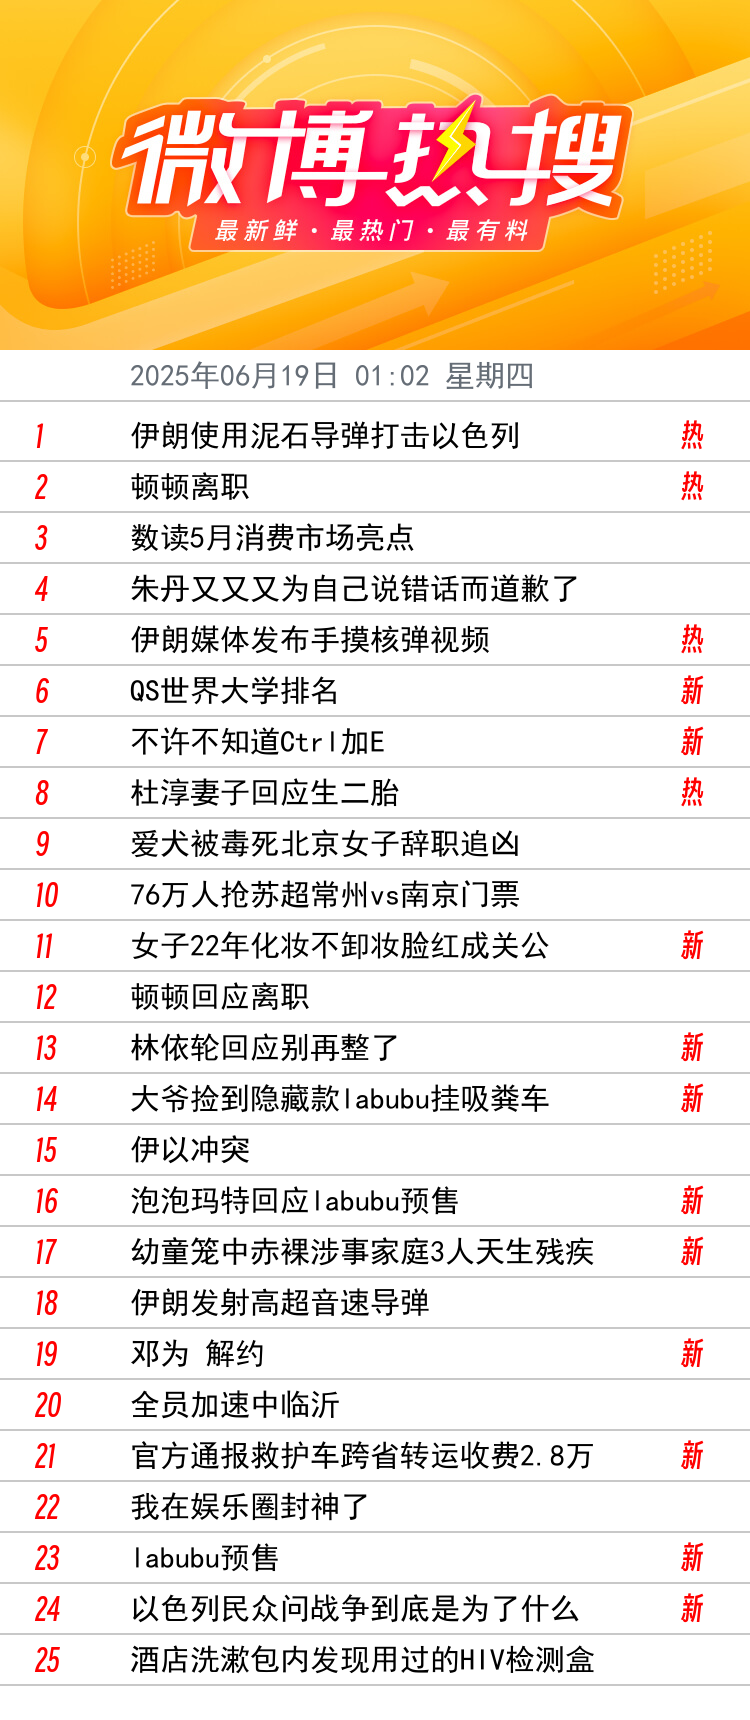 微博热搜
最新鲜·最热门·最有料
2025年06月19日 01:02 星期四
1 伊朗使用泥石导弹打击以色列 热
2 顿顿离职 热
3 数读5月消费市场亮点
4 朱丹又又又为自己说错话而道歉了
5 伊朗媒体发布手摸核弹视频 热
6 QS世界大学排名 新
7 不许不知道Ctrl加E 新
8 杜淳妻子回应生二胎 热
9 爱犬被毒死北京女子辞职追凶
10 76万人抢苏超常州vs南京门票
11 女子22年化妆不卸妆脸红成关公 新
12 顿顿回应离职
13 林依轮回应别再整了 新
14 大爷捡到隐藏款labubu挂吸粪车 新
15 伊以冲突
16 泡泡玛特回应labubu预售 新
17 幼童笼中赤裸涉事家庭3人天生残疾 新
18 伊朗发射高超音速导弹
19 邓为 解约 新
20 全员加速中临沂
21 官方通报救护车跨省转运收费2.8万 新
22 我在娱乐圈封神了
23 labubu预售 新
24 以色列民众问战争到底是为了什么 新
25 酒店洗漱包内发现用过的HIV检测盒